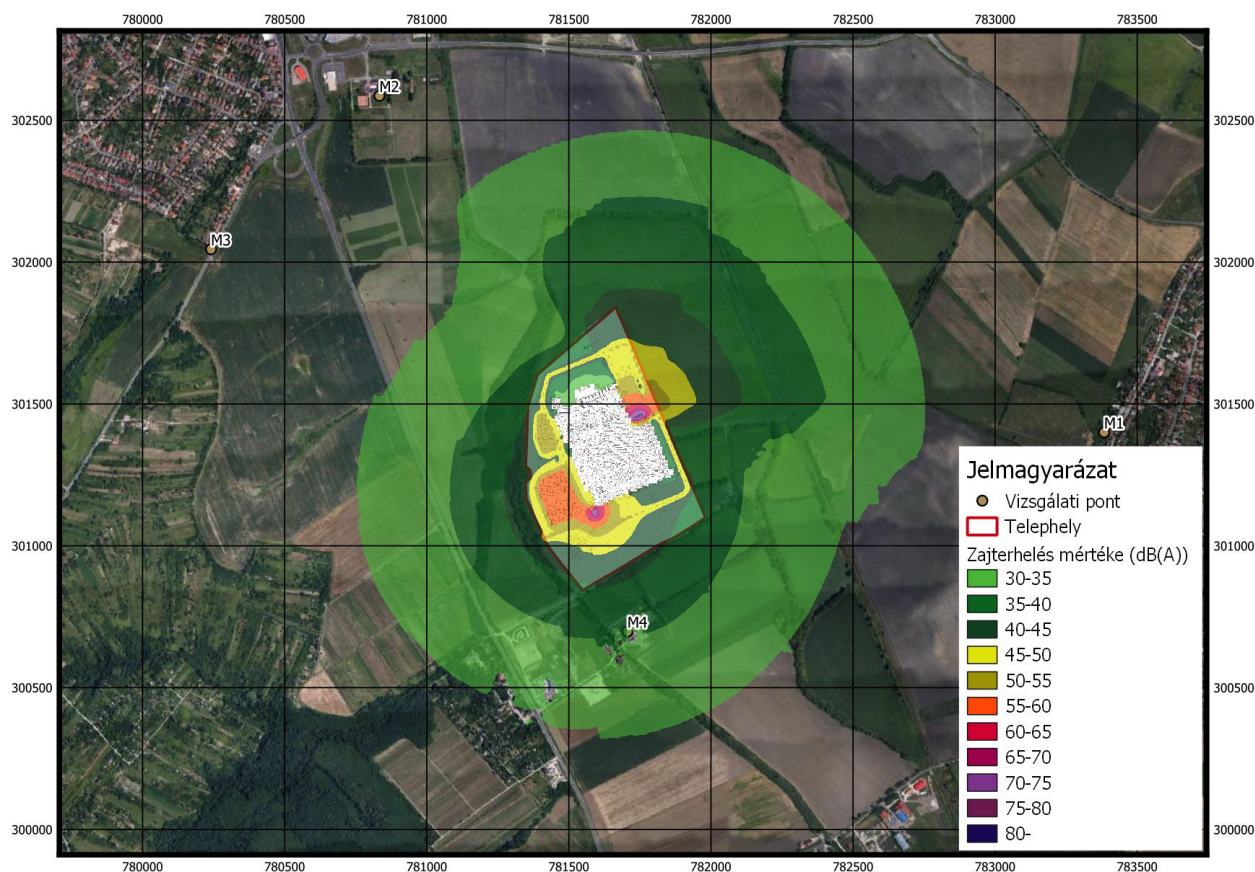 780000 780500 781000 781500 782000 782500 783000 783500
M2
302500 302500
M3
302000 302000
301500 301500
M1
Jelmagyarázat
Vizsgálati pont
Telephely
Zajterhelés mértéke (dB(A))
30-35
35-40
40-45
45-50
50-55
55-60
60-65
65-70
70-75
75-80
80-
301000 301000
M4
300500 300500
300000 300000
780000 780500 781000 781500 782000 782500 783000 783500